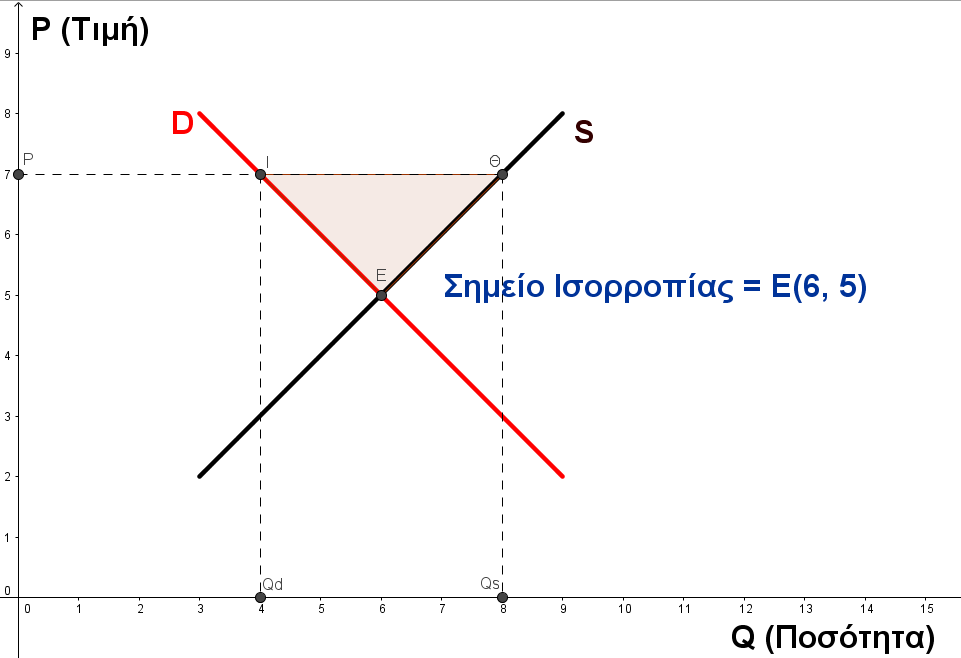 P (Τιμή)
9
8
D
S
P
I
Θ
7
6
E
Σημείο Ισορροπίας = Ε(6, 5)
5
4
3
2
1
0
Qd
Qs
0 1 2 3 4 5 6 7 8 9 10 11 12 13 14 15
Q (Ποσότητα)